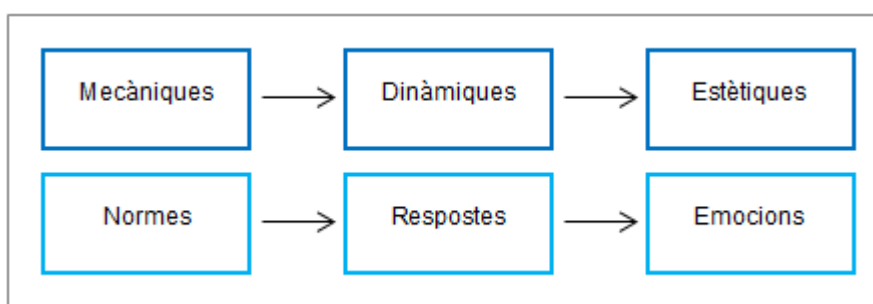 Mecàniques
Dinàmiques
Estètiques
Normes
Respostes
Emocions